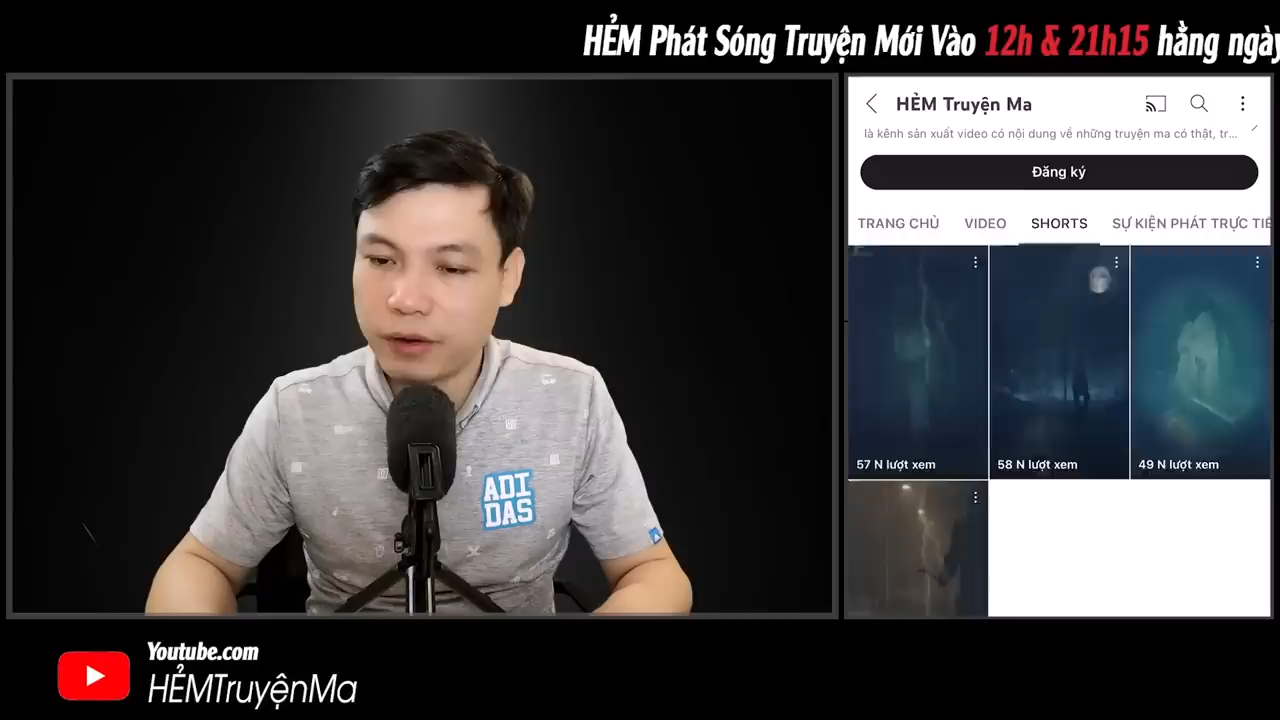 HẺM Phát Sóng Truyện Mới Vào 12h & 21h15 hằng ngày
HẺM Truyện Ma
là kênh sản xuất video có nội dung về những truyện ma có thật, tr...
Đăng ký
TRANG CHỦ VIDEO SHORTS SỰ KIỆN PHÁT TRỰC TIẾ
57 N lượt xem 58 N lượt xem 49 N lượt xem
ADI
DAS
Youtube.com
HẺMTruyệnMa